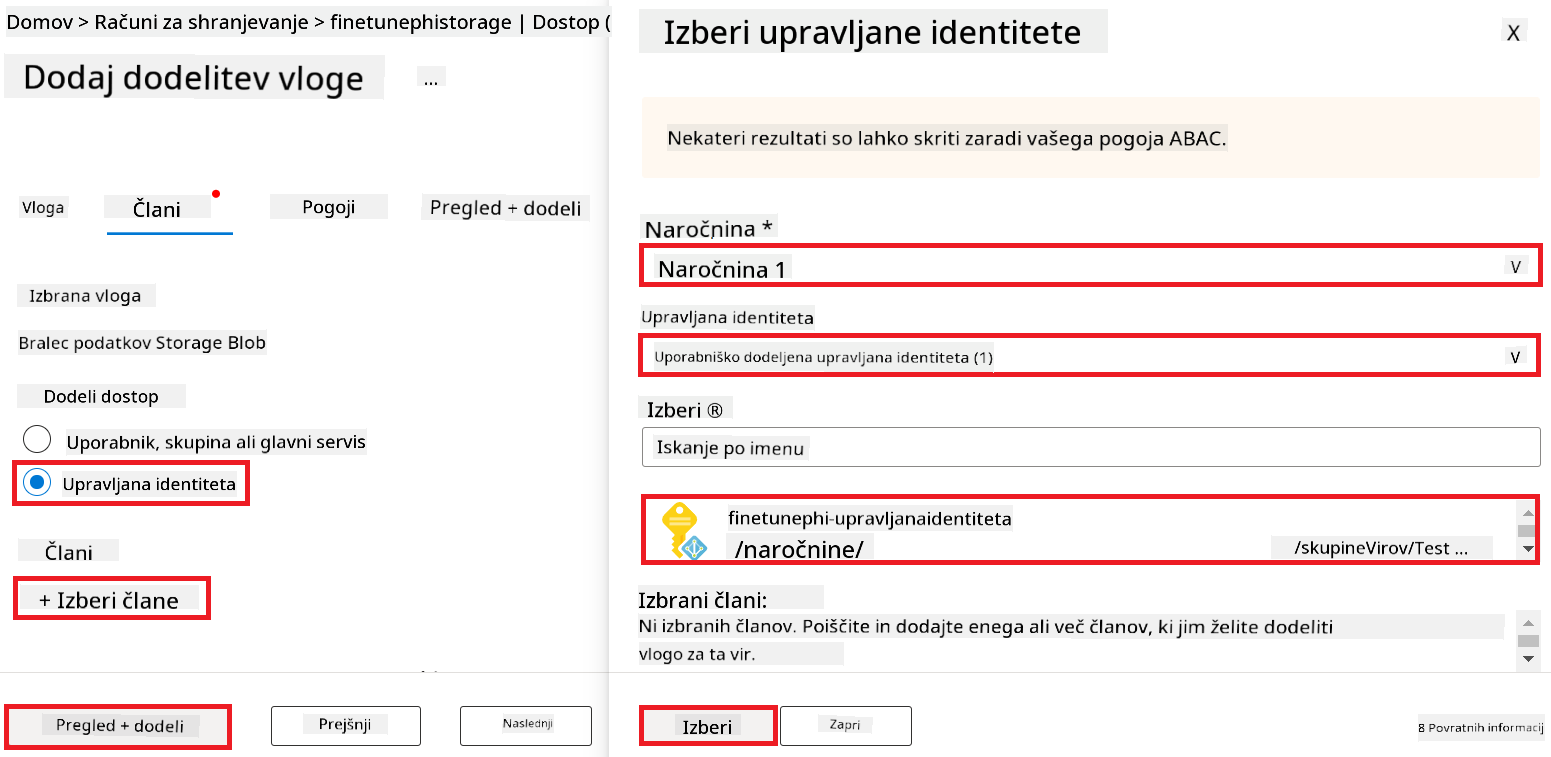 Domov > Računi za shranjevanje > finetunephistorage | Dostop (
Dodaj dodelitev vloge
...
Vloga
Člani
Pogoji
Pregled + dodeli
Izbrana vloga
Bralec podatkov Storage Blob
Dodeli dostop
Uporabnik, skupina ali glavni servis
Upravljana identiteta
Člani
+ Izberi člane
Pregled + dodeli
Prejšnji
Naslednji
Izberi upravljane identitete
X
Nekateri rezultati so lahko skriti zaradi vašega pogoja ABAC.
Naročnina *
Naročnina 1
V
Upravljana identiteta
Uporabniško dodeljena upravljana identiteta (1)
V
Izberi ®
Iskanje po imenu
finetunephi-upravljanaidentiteta
/naročnine/
/skupineVirov/Test ...
Izbrani člani:
Ni izbranih članov. Poiščite in dodajte enega ali več članov, ki jim želite dodeliti
vlogo za ta vir.
Izberi
Zapri
8 Povratnih informacij